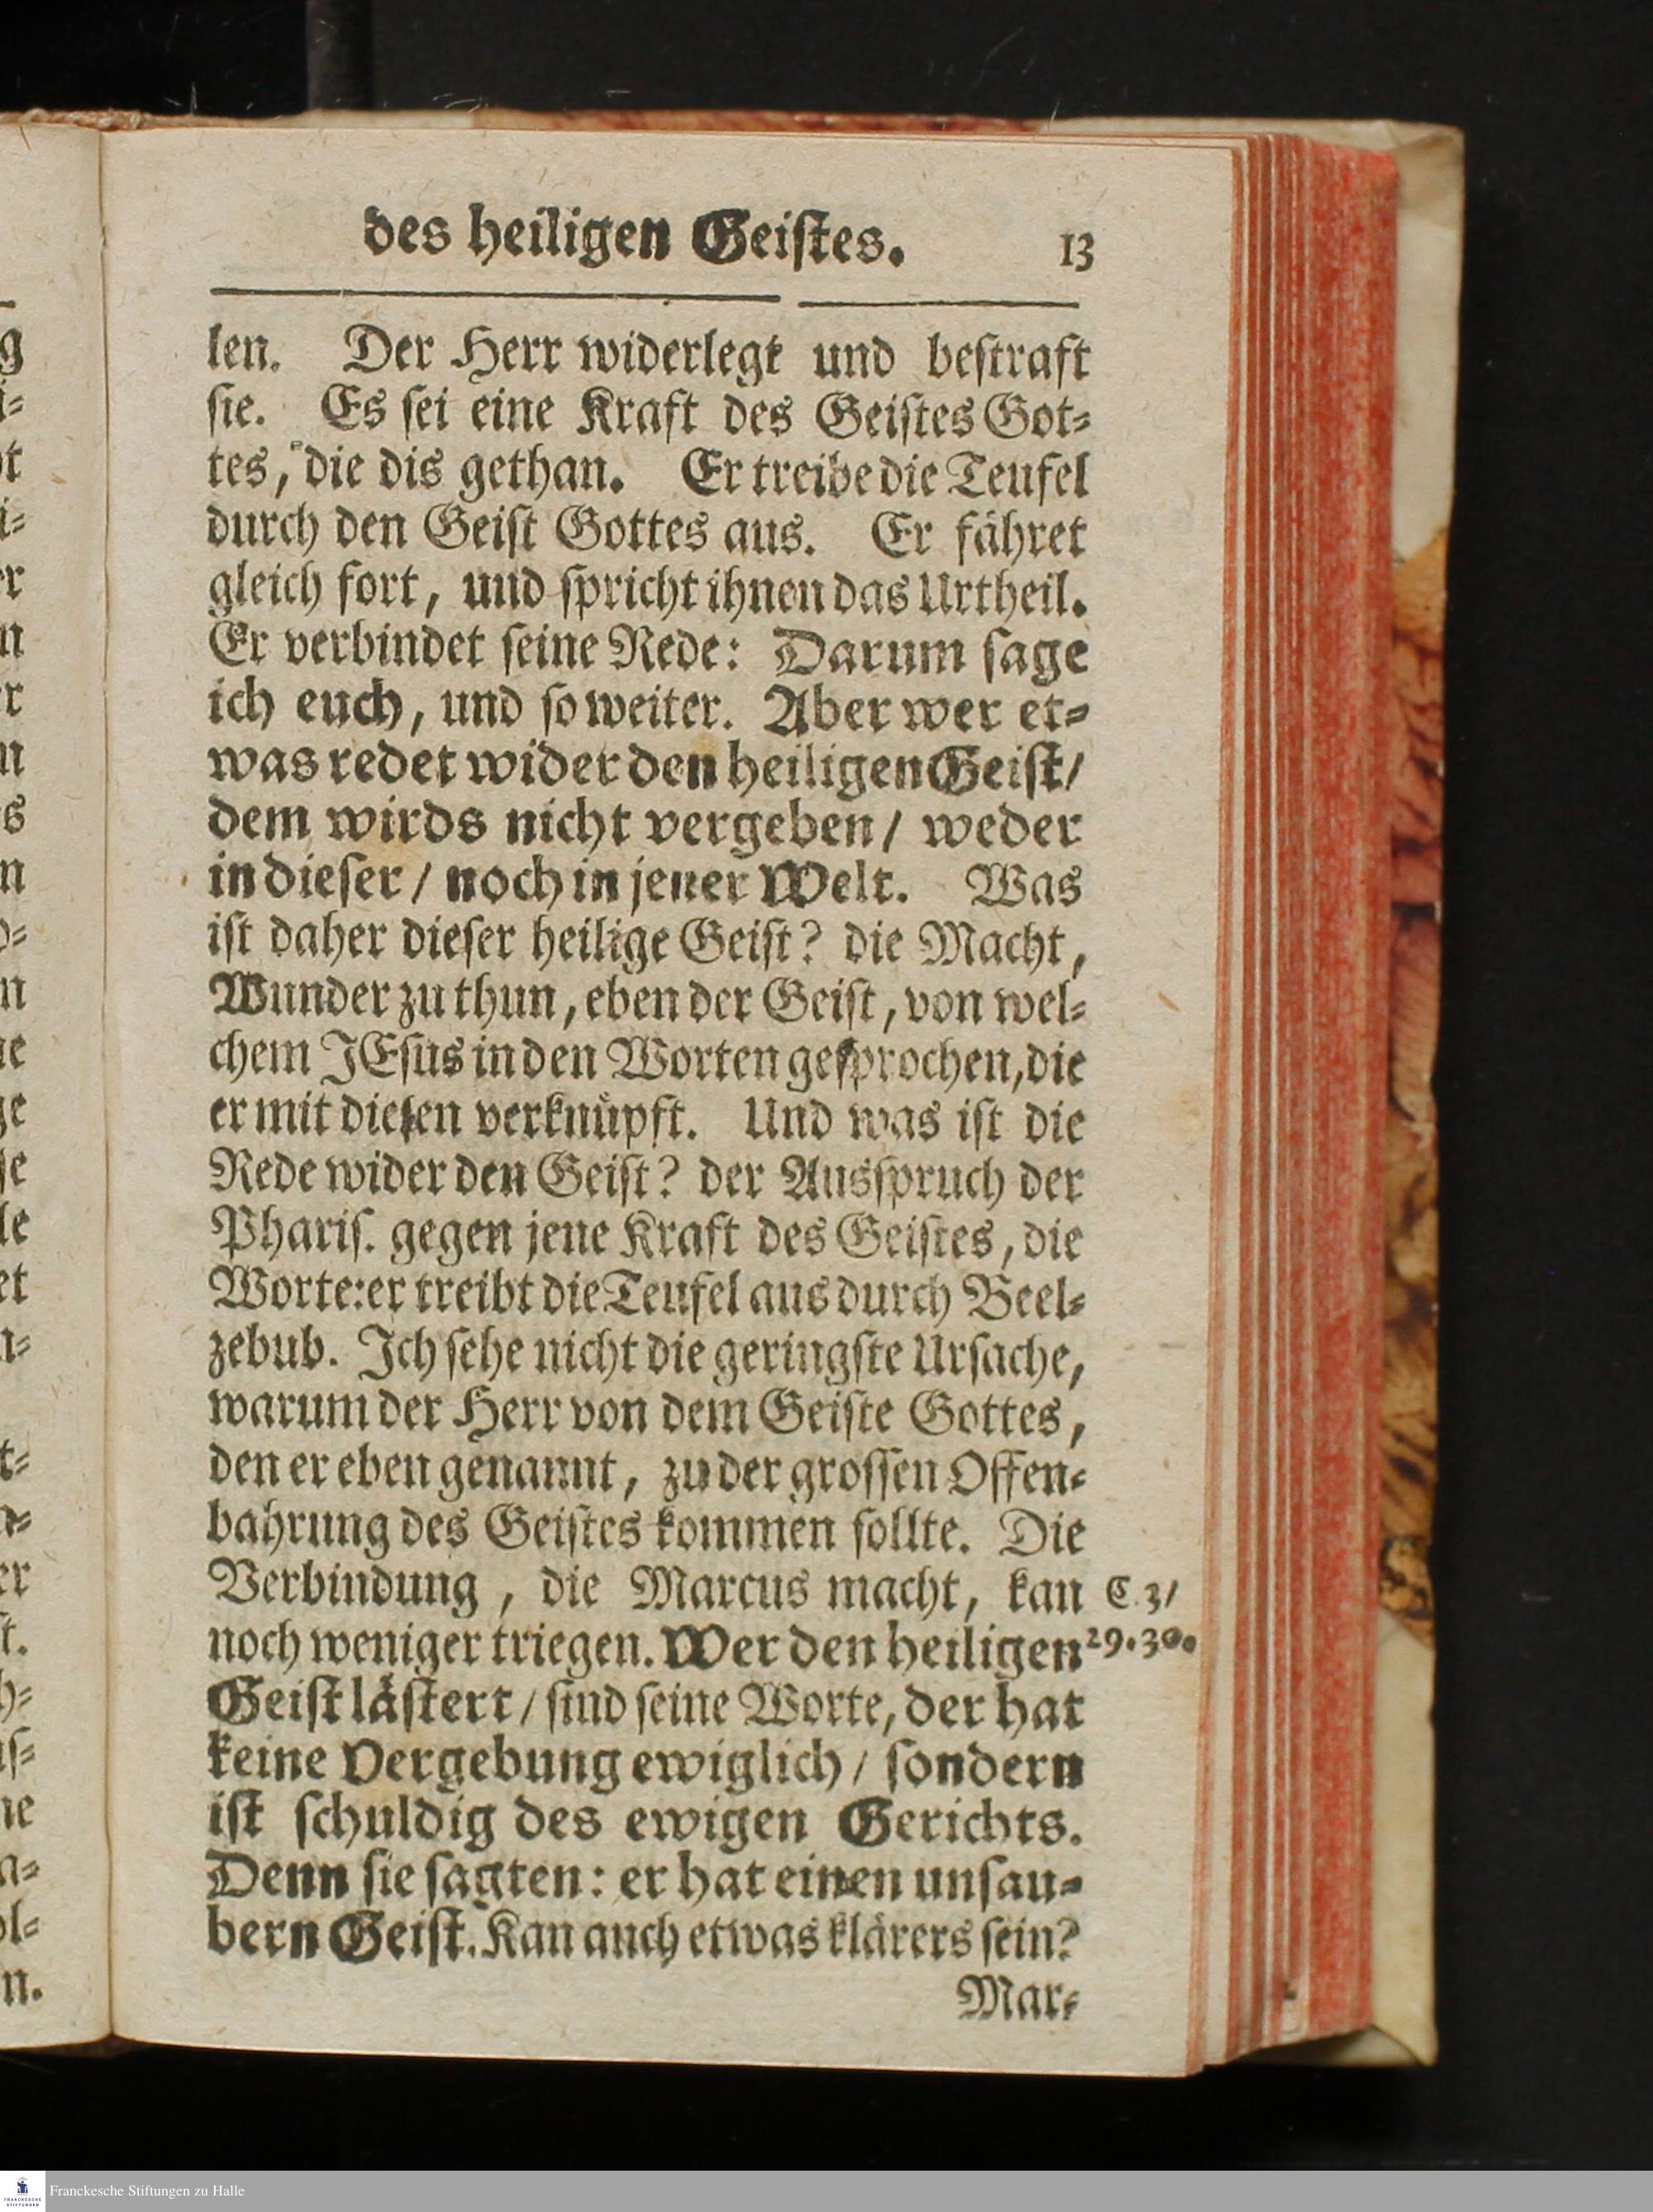 des heiligen Geiſtes. 13
len. Der Herr widerlegt und beſtraft
ſie. Es ſei eine Kraft des Geiſtes Got⸗
tes, die dis gethan. Er treibe die Teufel
durch den Geiſt Gottes aus. Er fähret
gleich fort, und ſpricht ihnen das Urtheil.
Er verbindet ſeine Rede: Darum ſage
ich euch, und ſo weiter. Aber wer et⸗
was redet wider den heiligen Geiſt/
dem wirds nicht vergeben/ weder
in dieſer/ noch in jener Welt. Was
iſt daher dieſer heilige Geiſt? die Macht,
Wunder zu thun, eben der Geiſt, von wel⸗
chem JEſus in den Worten geſprochen, die
er mit dieſen verknüpft. Und was iſt die
Rede wider den Geiſt? der Ausſpruch der
Phariſ. gegen jene Kraft des Geiſtes, die
Worte: er treibt die Teufel aus durch Beel⸗
zebub. Ich ſehe nicht die geringſte Urſache,
warum der Herr von dem Geiſte Gottes,
den er eben genannt, zu der groſſen Offen⸗
bahrung des Geiſtes kommen ſollte. Die
Verbindung, die Marcus macht, kan C. 3/
noch weniger triegen. Wer den heiligen 29. 30.
Geiſt läſtert/ ſind ſeine Worte, der hat
keine Vergebung ewiglich/ ſondern
iſt ſchuldig des ewigen Gerichts.
Denn ſie ſagten: er hat einen unſau⸗
bern Geiſt. Kan auch etwas klärers ſein?
Mar⸗
Franckesche Stiftungen zu Halle